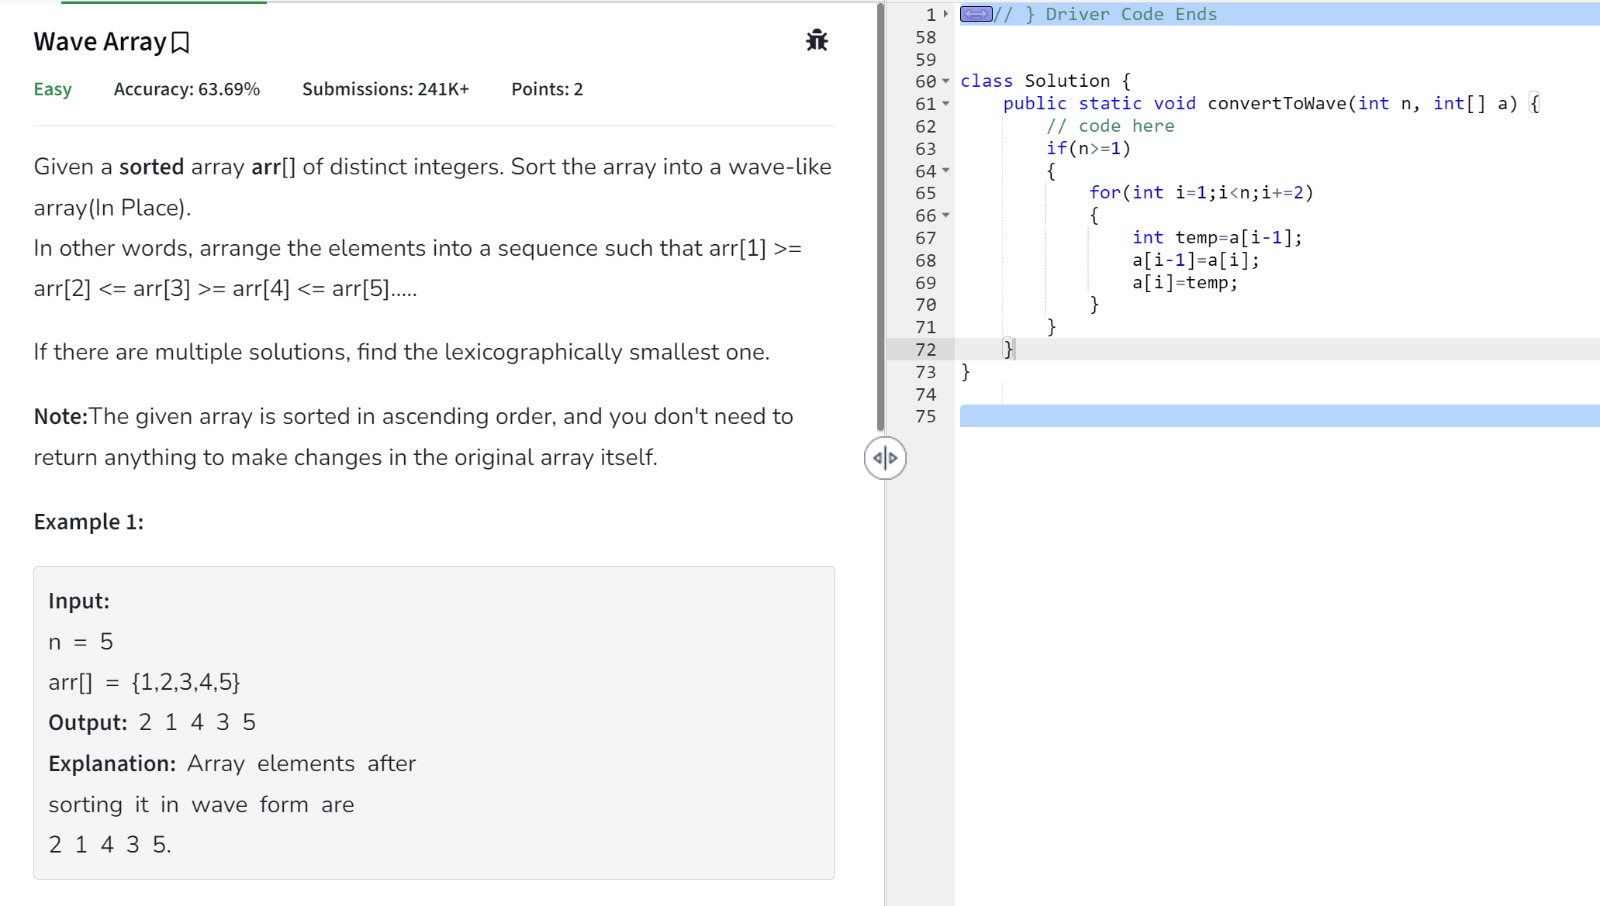 Wave Array
Easy Accuracy: 63.69% Submissions: 241K+ Points: 2
Given a sorted array arr[] of distinct integers. Sort the array into a wave-like
array(In Place).
In other words, arrange the elements into a sequence such that arr[1] >=
arr[2] <= arr[3] >= arr[4] <= arr[5].....
If there are multiple solutions, find the lexicographically smallest one.
Note:The given array is sorted in ascending order, and you don't need to
return anything to make changes in the original array itself.
Example 1:
Input:
n = 5
arr[] = {1,2,3,4,5}
Output: 2 1 4 3 5
Explanation: Array elements after
sorting it in wave form are
2 1 4 3 5.
1 // } Driver Code Ends
58
59
60 class Solution {
61 public static void convertToWave(int n, int[] a) {
62 // code here
63 if(n>=1)
64 {
65 for(int i=1;i<n;i+=2)
66 {
67 int temp=a[i-1];
68 a[i-1]=a[i];
69 a[i]=temp;
70 }
71 }
72 }
73 }
74
75